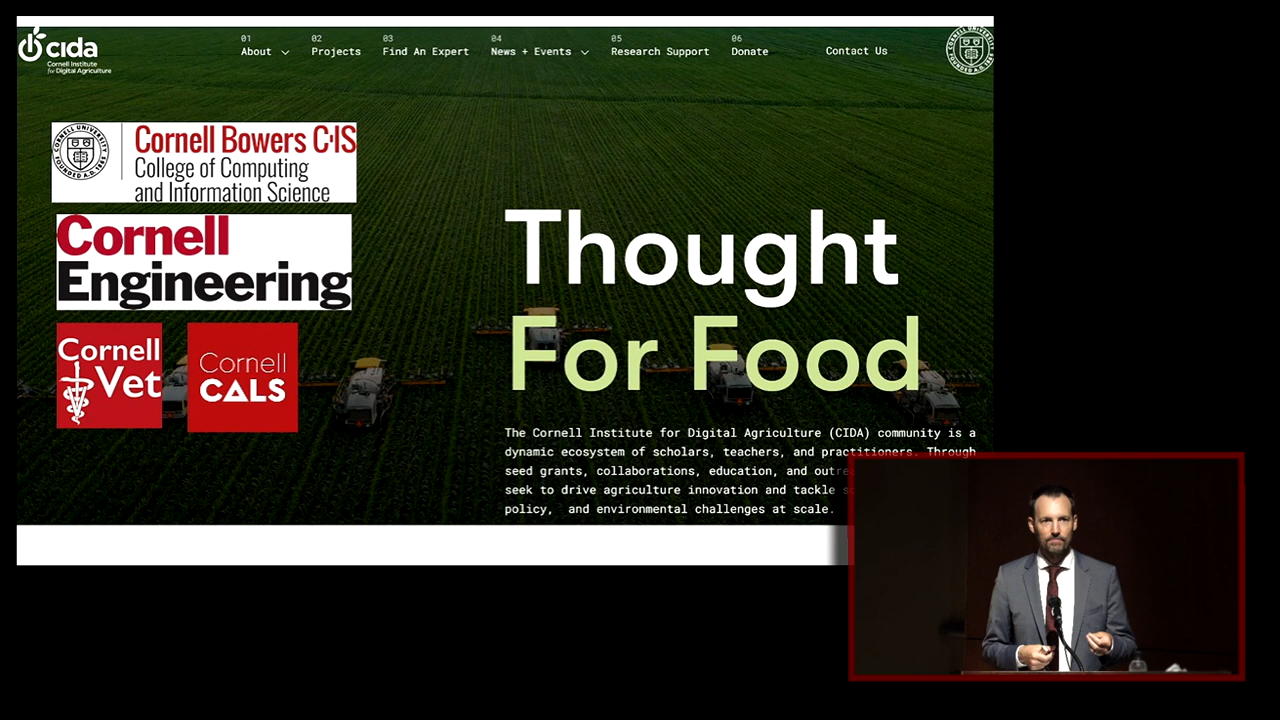 cida
Cornell Institute
for Digital Agriculture
01
About
02
Projects
03
Find An Expert
04
News + Events
05
Research Support
06
Donate
Contact Us
CORNELL UNIVERSITY
FOUNDED A.D. 1865
Cornell Bowers C·IS
College of Computing
and Information Science
Cornell
Engineering
Cornell
Vet
Cornell
CALS
Thought
For Food
The Cornell Institute for Digital Agriculture (CIDA) community is a
dynamic ecosystem of scholars, teachers, and practitioners. Through
seed grants, collaborations, education, and
seek to drive agriculture innovation and tackle
policy, and environmental challenges at scale.